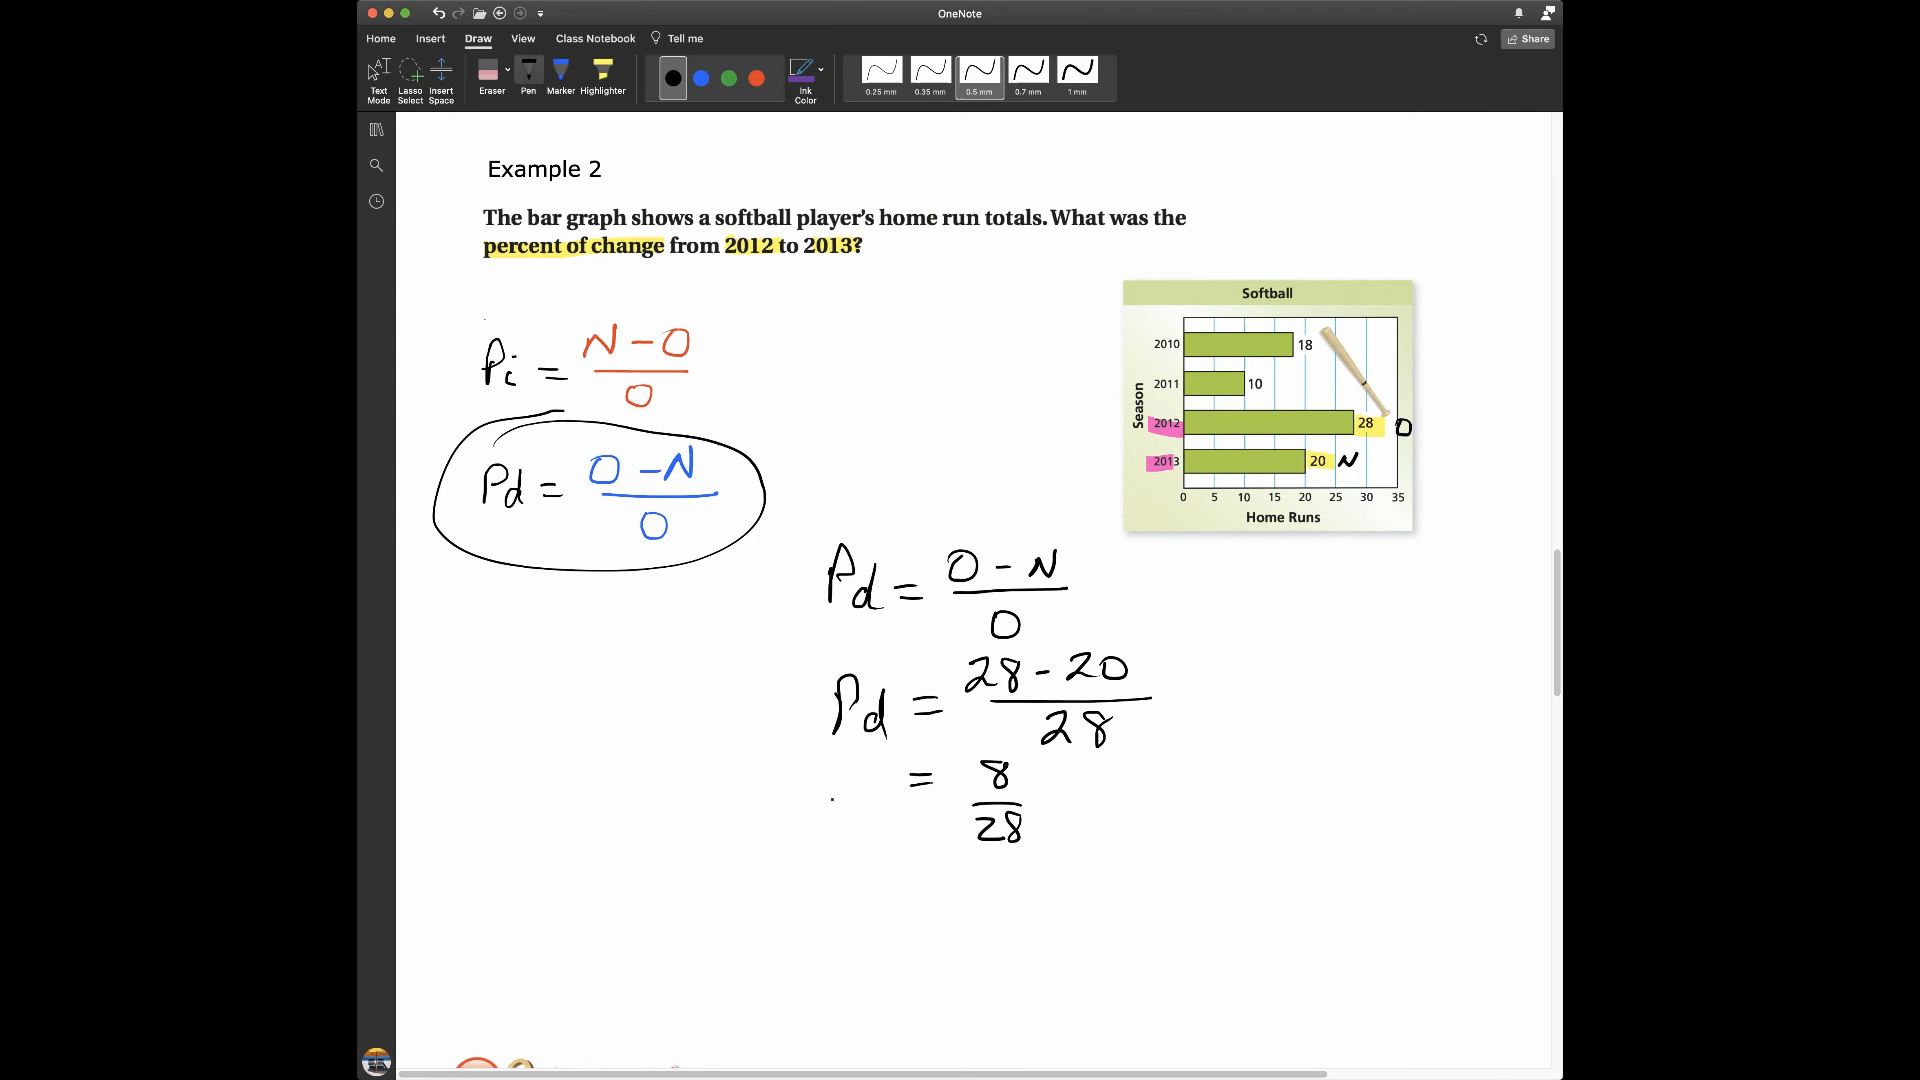 OneNote
Home Insert Draw View Class Notebook Tell me
Share
Text Mode
Lasso Select
Insert Space
Eraser
Pen
Marker
Highlighter
Ink Color
0.25 mm
0.35 mm
0.5 mm
0.7 mm
1 mm
Example 2
The bar graph shows a softball player's home run totals. What was the
percent of change from 2012 to 2013?
Pi = N - O
O
Pd = O - N
O
Softball
Season
2010 18
2011 10
2012 28 O
2013 20 N
0 5 10 15 20 25 30 35
Home Runs
Pd = O - N
O
Pd = 28 - 20
28
= 8
28